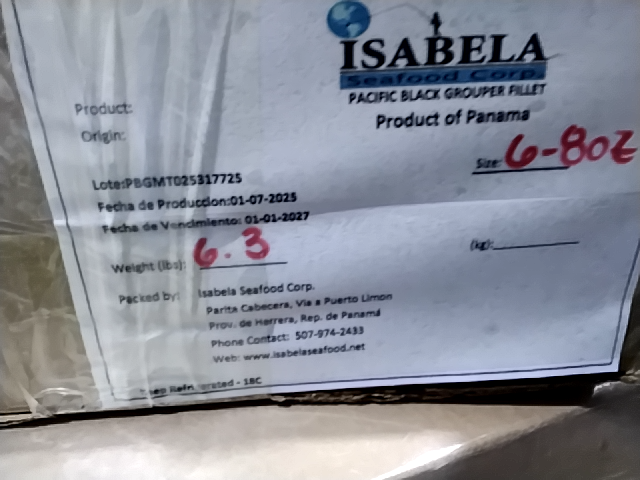 ISABELA
Seafood Corp.
PACIFIC BLACK GROUPER FILLET
Product of Panama
Product:
Origin:
Size: 6-8OZ
Lote:PBGMT025317725
Fecha de Produccion:01-07-2025
Fecha de Vencimiento: 01-01-2027
Weight (lbs): 6.3
(kg):
Packed by: Isabela Seafood Corp.
Parita Cabecera, Via a Puerto Limon
Prov. de Herrera, Rep. de Panamá
Phone Contact: 507-974-2433
Web: www.isabelaseafood.net
- 18C